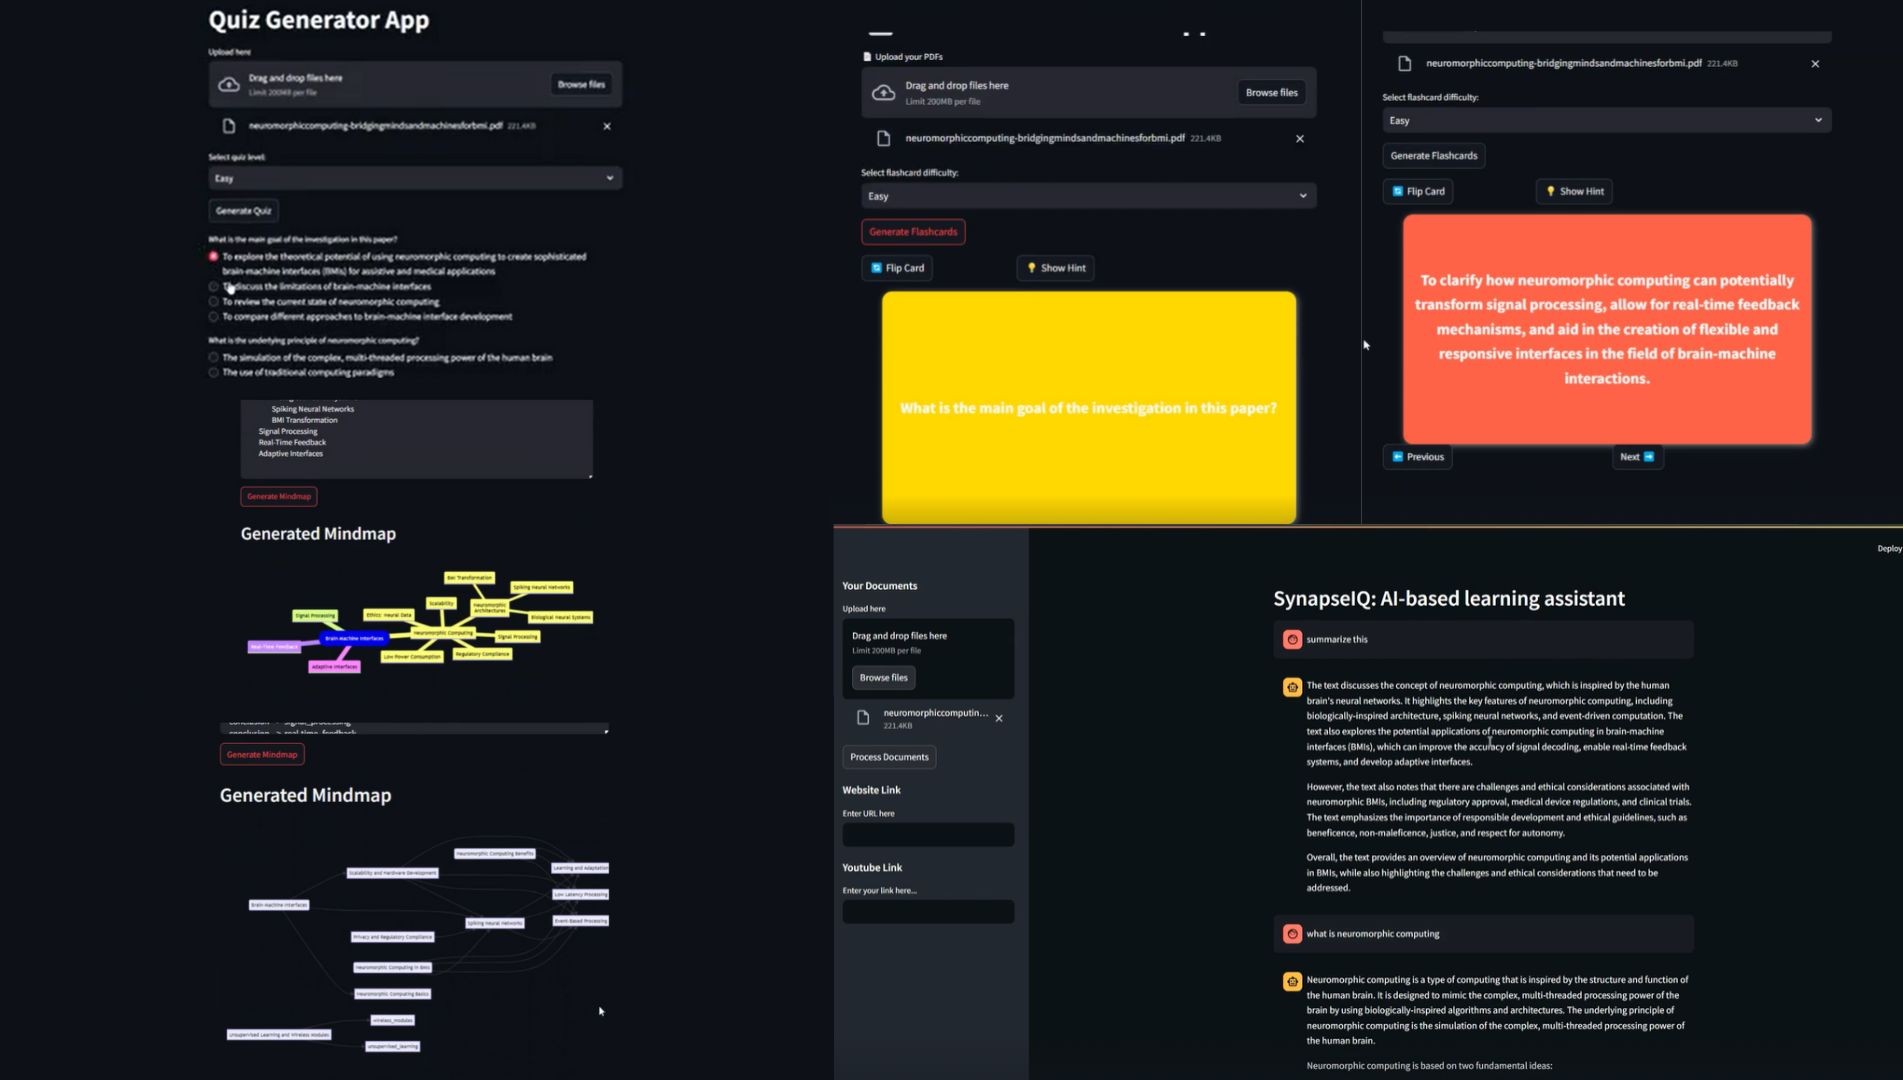 Quiz Generator App
Upload here
Drag and drop files here
Limit 200MB per file
Browse files
neuromorphiccomputing-bridgingmindsandmachinesforbmi.pdf 221.4KB
Select quiz level:
Easy
Generate Quiz
What is the main goal of the investigation in this paper?
To explore the theoretical potential of using neuromorphic computing to create sophisticated
brain-machine interfaces (BMIs) for assistive and medical applications
To discuss the limitations of brain-machine interfaces
To review the current state of neuromorphic computing
To compare different approaches to brain-machine interface development
What is the underlying principle of neuromorphic computing?
The simulation of the complex, multi-threaded processing power of the human brain
The use of traditional computing paradigms
Spiking Neural Networks
BMI Transformation
Signal Processing
Real-Time Feedback
Adaptive Interfaces
Generate Mindmap
Generated Mindmap
BMI Transformation
Spiking Neural Networks
Scalability
Neuromorphic
Architectures
Signal Processing
Ethics: Neural Data
Biological Neural Systems
Brain Machine Interfaces
Neuromorphic Computing
Signal Processing
Real-Time Feedback
Low Power Consumption
Regulatory Compliance
Adaptive Interfaces
conclusion -> signal_processing
conclusion -> real-time_feedback
Generate Mindmap
Generated Mindmap
Neuromorphic Computing Benefits
Scalability and Hardware Development
Learning and Adaptation
Low Latency Processing
Brain-Machine Interfaces
Spiking Neural Networks
Event-Based Processing
Privacy and Regulatory Compliance
Neuromorphic Computing in BMIs
Neuromorphic Computing Basics
wireless_modules
Unsupervised Learning and Wireless Modules
unsupervised_learning
Upload your PDFs
Drag and drop files here
Limit 200MB per file
Browse files
neuromorphiccomputing-bridgingmindsandmachinesforbmi.pdf 221.4KB
Select flashcard difficulty:
Easy
Generate Flashcards
Flip Card
Show Hint
What is the main goal of the investigation in this paper?
neuromorphiccomputing-bridgingmindsandmachinesforbmi.pdf 221.4KB
Select flashcard difficulty:
Easy
Generate Flashcards
Flip Card
Show Hint
To clarify how neuromorphic computing can potentially
transform signal processing, allow for real-time feedback
mechanisms, and aid in the creation of flexible and
responsive interfaces in the field of brain-machine
interactions.
Previous
Next
Your Documents
Upload here
Drag and drop files here
Limit 200MB per file
Browse files
neuromorphiccomputin...
221.4KB
Process Documents
Website Link
Enter URL here
Youtube Link
Enter your link here...
Deploy
SynapseIQ: AI-based learning assistant
summarize this
The text discusses the concept of neuromorphic computing, which is inspired by the human
brain's neural networks. It highlights the key features of neuromorphic computing, including
biologically-inspired architecture, spiking neural networks, and event-driven computation. The
text also explores the potential applications of neuromorphic computing in brain-machine
interfaces (BMIs), which can improve the accuracy of signal decoding, enable real-time feedback
systems, and develop adaptive interfaces.
However, the text also notes that there are challenges and ethical considerations associated with
neuromorphic BMIs, including regulatory approval, medical device regulations, and clinical trials.
The text emphasizes the importance of responsible development and ethical guidelines, such as
beneficence, non-maleficence, justice, and respect for autonomy.
Overall, the text provides an overview of neuromorphic computing and its potential applications
in BMIs, while also highlighting the challenges and ethical considerations that need to be
addressed.
what is neuromorphic computing
Neuromorphic computing is a type of computing that is inspired by the structure and function of
the human brain. It is designed to mimic the complex, multi-threaded processing power of the human
brain by using biologically-inspired algorithms and architectures. The underlying principle of
neuromorphic computing is the simulation of the complex, multi-threaded processing power of
the human brain.
Neuromorphic computing is based on two fundamental ideas: